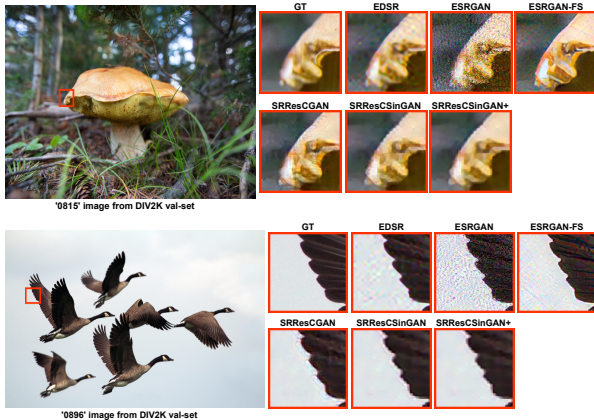 GT EDSR ESRGAN ESRGAN-FS
SRResCGAN SRResCSinGAN SRResCSinGAN+
'0815' image from DIV2K val-set
GT EDSR ESRGAN ESRGAN-FS
SRResCGAN SRResCSinGAN SRResCSinGAN+
'0896' image from DIV2K val-set